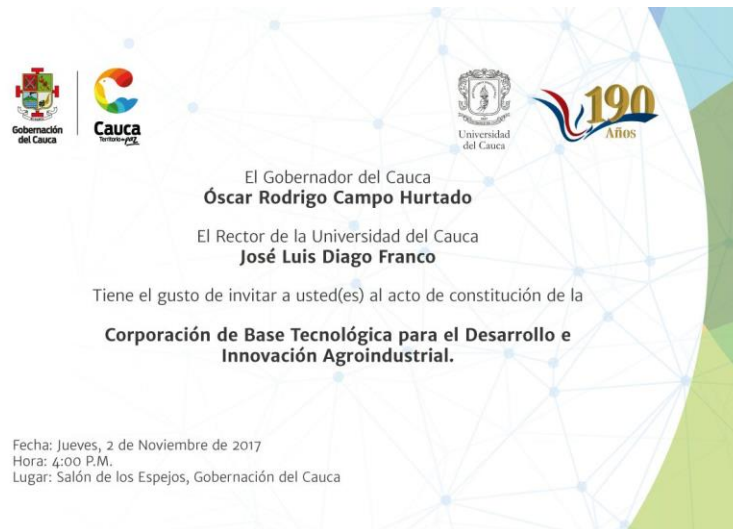 Gobernación
del Cauca
Cauca
Territorio de PAZ
Universidad
del Cauca
190
Años
El Gobernador del Cauca
Óscar Rodrigo Campo Hurtado
El Rector de la Universidad del Cauca
José Luis Diago Franco
Tiene el gusto de invitar a usted(es) al acto de constitución de la
Corporación de Base Tecnológica para el Desarrollo e
Innovación Agroindustrial.
Fecha: Jueves, 2 de Noviembre de 2017
Hora: 4:00 P.M.
Lugar: Salón de los Espejos, Gobernación del Cauca